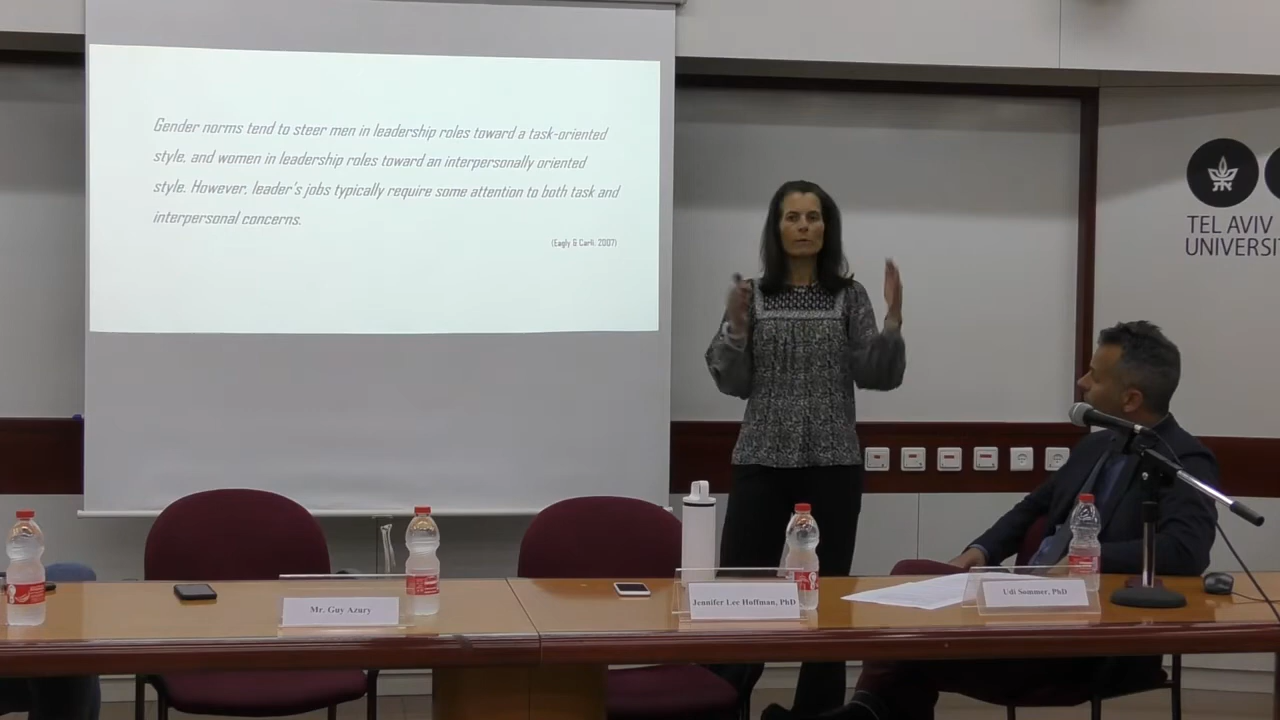 Gender norms tend to steer men in leadership roles toward a task-oriented
style, and women in leadership roles toward an interpersonally oriented
style. However, leader's jobs typically require some attention to both task and
interpersonal concerns.
(Eagly & Carli, 2007)
TEL AVIV
UNIVERSI
Mr. Guy Azury
Jennifer Lee Hoffman, PhD
Udi Sommer, PhD